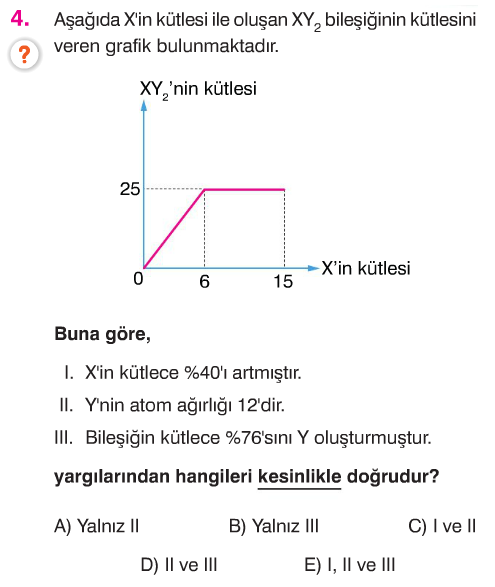 4. Aşağıda X'in kütlesi ile oluşan XY₂ bileşiğinin kütlesini
veren grafik bulunmaktadır.
?
XY₂'nin kütlesi
25
0
6
15
X'in kütlesi
Buna göre,
I. X'in kütlece %40'ı artmıştır.
II. Y'nin atom ağırlığı 12'dir.
III. Bileşiğin kütlece %76'sını Y oluşturmuştur.
yargılarından hangileri kesinlikle doğrudur?
A) Yalnız II B) Yalnız III C) I ve II
D) II ve III E) I, II ve III